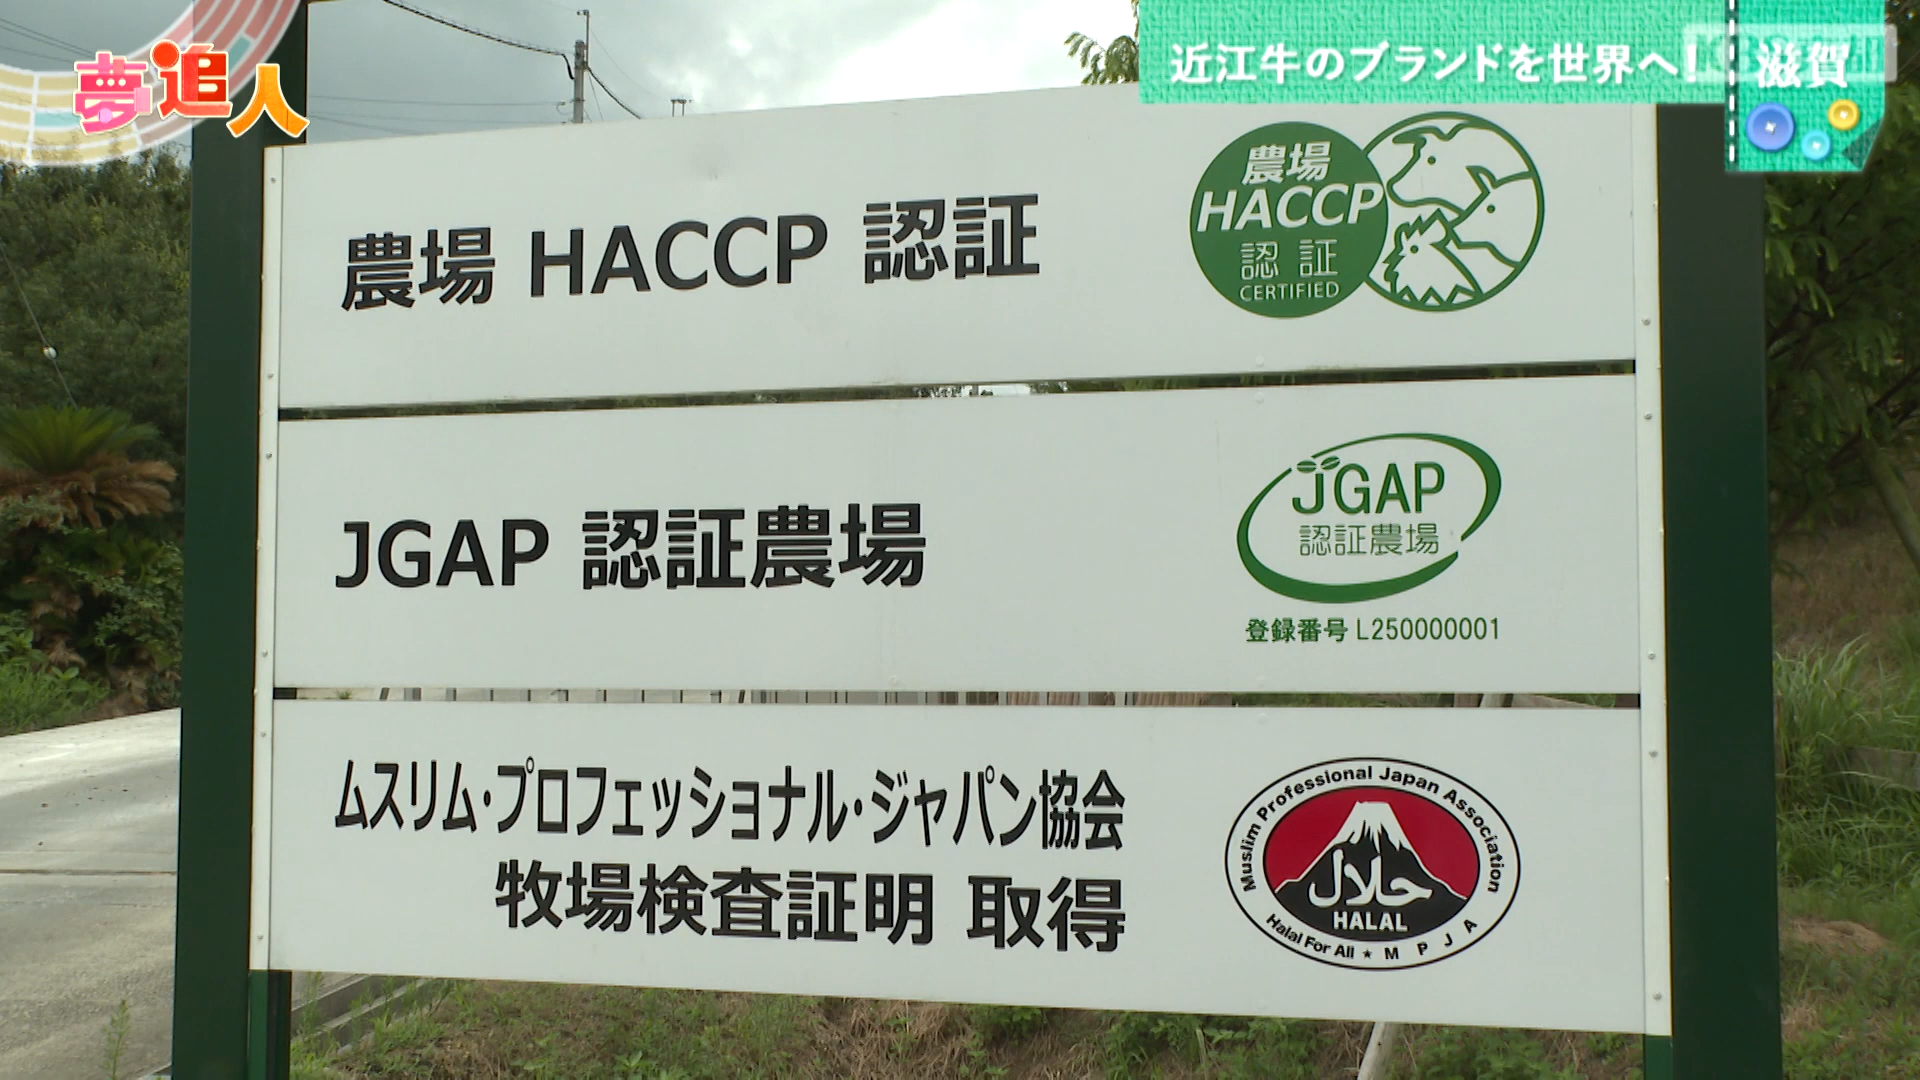 夢追人
近江牛のブランドを世界へ!
滋賀
農場 HACCP 認証
農場
HACCP
認証
CERTIFIED
JGAP 認証農場
JGAP
認証農場
登録番号 L250000001
ムスリム・プロフェッショナル・ジャパン協会
牧場検査証明 取得
Muslim Professional Japan Association
حلال
HALAL
Halal For All ★ M P J A